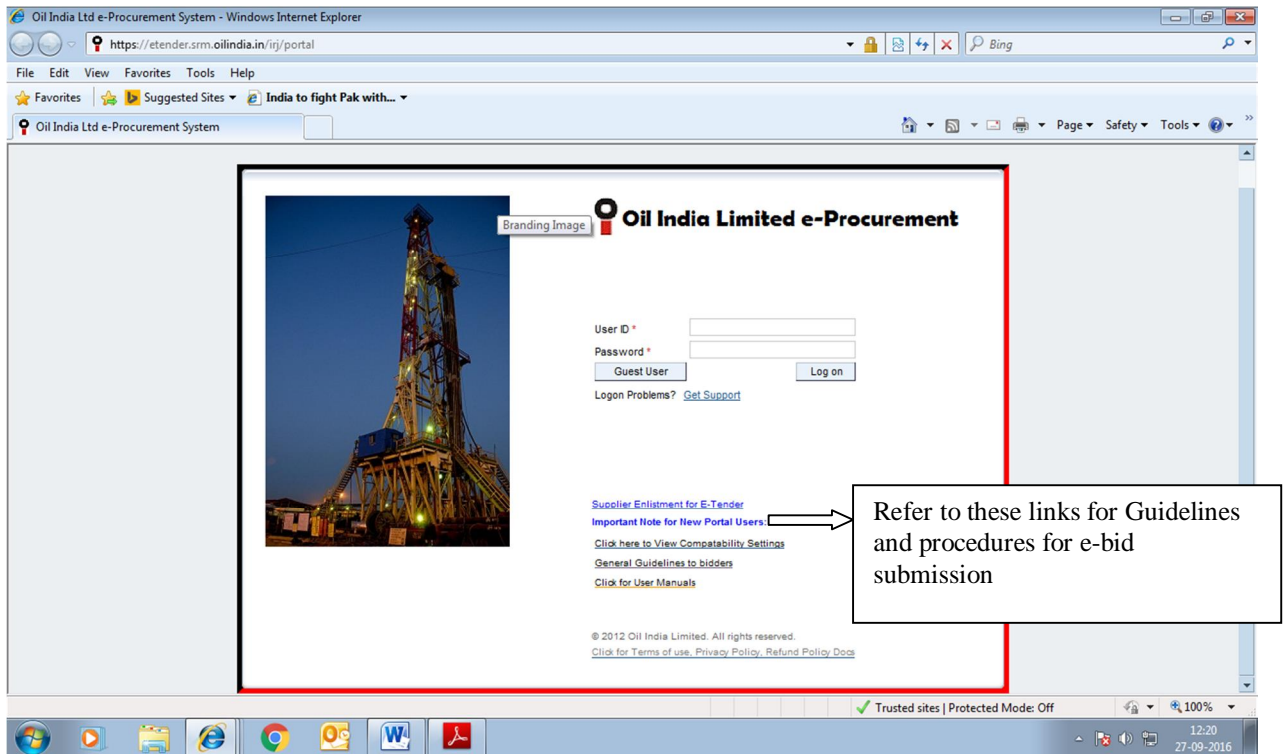 Oil India Ltd e-Procurement System - Windows Internet Explorer
https://etender.srm.oilindia.in/irj/portal
Bing
File Edit View Favorites Tools Help
Favorites Suggested Sites India to fight Pak with...
Oil India Ltd e-Procurement System
Page Safety Tools
Branding Image
Oil India Limited e-Procurement
User ID *
Password *
Guest User Log on
Logon Problems? Get Support
Supplier Enlistment for E-Tender
Important Note for New Portal Users:
Click here to View Compatability Settings
General Guidelines to bidders
Click for User Manuals
Refer to these links for Guidelines
and procedures for e-bid
submission
© 2012 Oil India Limited. All rights reserved.
Click for Terms of use, Privacy Policy, Refund Policy Docs
Trusted sites | Protected Mode: Off 100%
12:20
27-09-2016